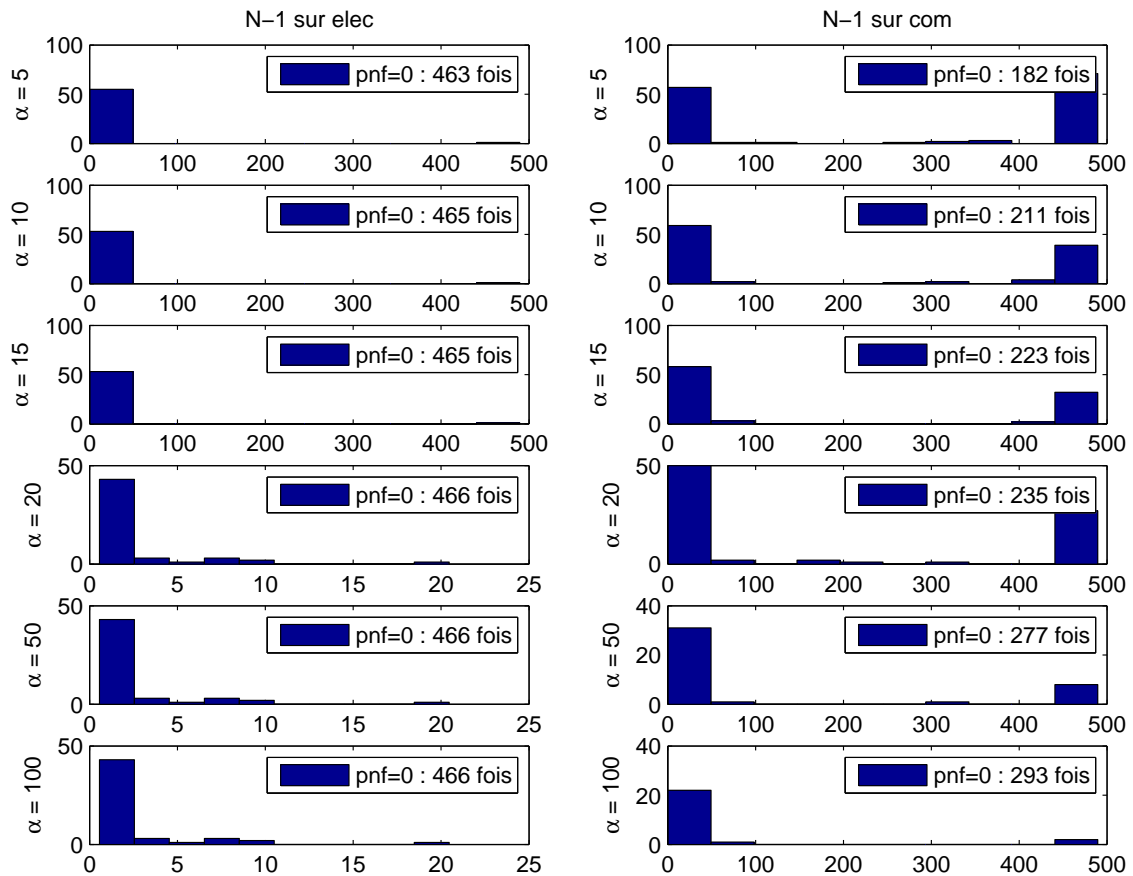 N−1 sur elec
N−1 sur com
α = 5
100
50
0
pnf=0 : 463 fois
0 100 200 300 400 500
100
50
0
pnf=0 : 182 fois
0 100 200 300 400 500
α = 10
100
50
0
pnf=0 : 465 fois
0 100 200 300 400 500
α = 10
100
50
0
pnf=0 : 211 fois
0 100 200 300 400 500
α = 15
100
50
0
pnf=0 : 465 fois
0 100 200 300 400 500
α = 15
100
50
0
pnf=0 : 223 fois
0 100 200 300 400 500
α = 20
50
0
pnf=0 : 466 fois
0 5 10 15 20 25
α = 20
50
0
pnf=0 : 235 fois
0 100 200 300 400 500
α = 50
50
0
pnf=0 : 466 fois
0 5 10 15 20 25
α = 50
40
20
0
pnf=0 : 277 fois
0 100 200 300 400 500
α = 100
50
0
pnf=0 : 466 fois
0 5 10 15 20 25
α = 100
40
20
0
pnf=0 : 293 fois
0 100 200 300 400 500